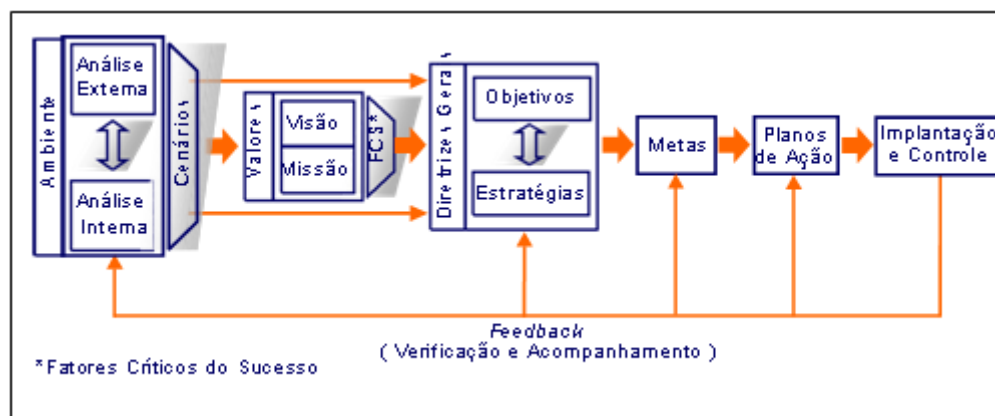 Ambiente
Análise
Externa
Análise
Interna
Cenários
Valores
Visão
Missão
FCS*
Diretrizes Gerais
Objetivos
Estratégias
Metas
Planos
de Ação
Implantação
e Controle
Feedback
( Verificação e Acompanhamento )
*Fatores Críticos do Sucesso